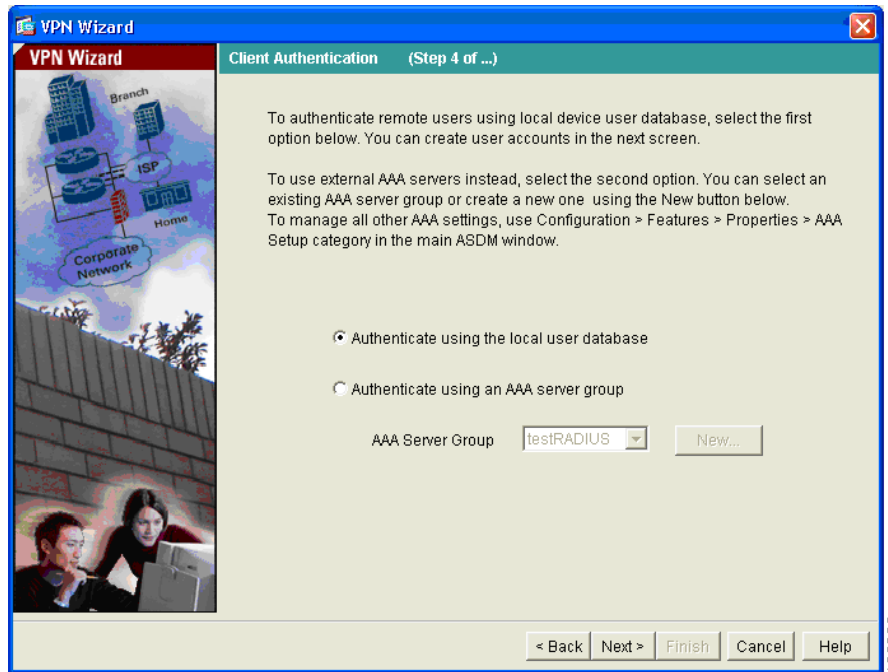 VPN Wizard
VPN Wizard
Client Authentication (Step 4 of ...)
Branch
ISP
Home
Corporate
Network
To authenticate remote users using local device user database, select the first
option below. You can create user accounts in the next screen.
To use external AAA servers instead, select the second option. You can select an
existing AAA server group or create a new one using the New button below.
To manage all other AAA settings, use Configuration > Features > Properties > AAA
Setup category in the main ASDM window.
Authenticate using the local user database
Authenticate using an AAA server group
AAA Server Group testRADIUS New...
< Back Next > Finish Cancel Help